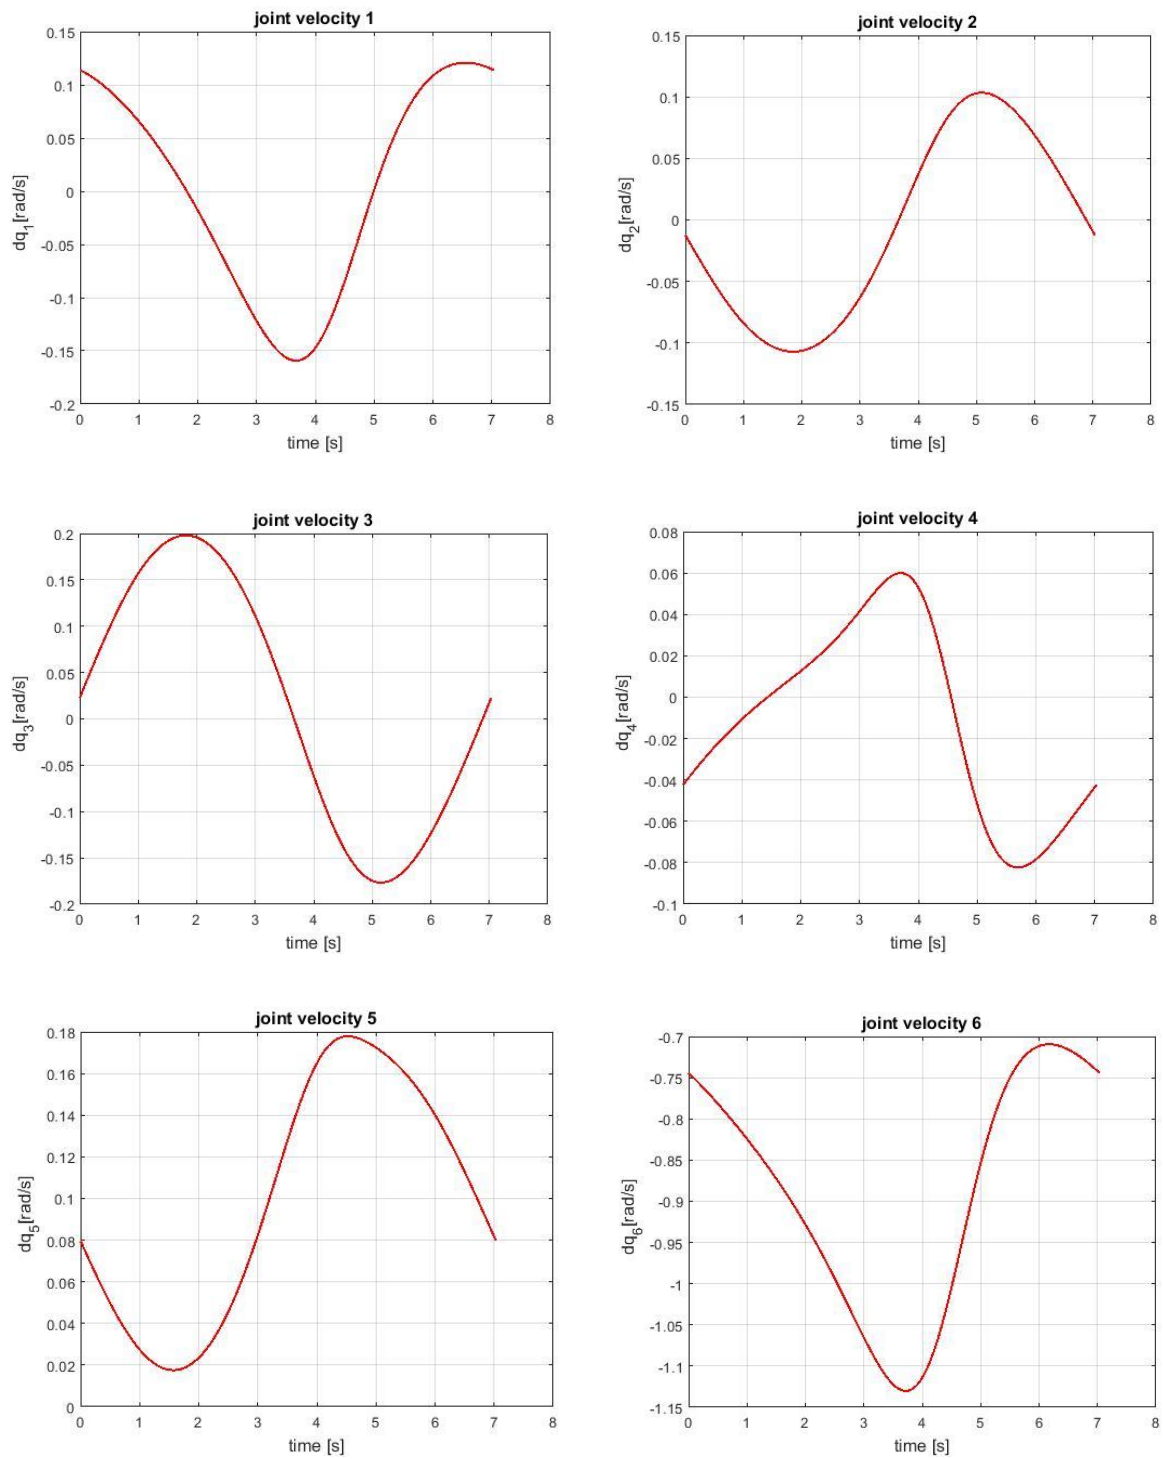 joint velocity 1
0.15
0.1
0.05
0
-0.05
-0.1
-0.15
-0.2
dq1[rad/s]
0 1 2 3 4 5 6 7 8
time [s]
joint velocity 2
0.15
0.1
0.05
0
-0.05
-0.1
-0.15
dq2[rad/s]
0 1 2 3 4 5 6 7 8
time [s]
joint velocity 3
0.2
0.15
0.1
0.05
0
-0.05
-0.1
-0.15
-0.2
dq3[rad/s]
0 1 2 3 4 5 6 7 8
time [s]
joint velocity 4
0.08
0.06
0.04
0.02
0
-0.02
-0.04
-0.06
-0.08
-0.1
dq4[rad/s]
0 1 2 3 4 5 6 7 8
time [s]
joint velocity 5
0.18
0.16
0.14
0.12
0.1
0.08
0.06
0.04
0.02
0
dq5[rad/s]
0 1 2 3 4 5 6 7 8
time [s]
joint velocity 6
-0.7
-0.75
-0.8
-0.85
-0.9
-0.95
-1
-1.05
-1.1
-1.15
dq6[rad/s]
0 1 2 3 4 5 6 7 8
time [s]